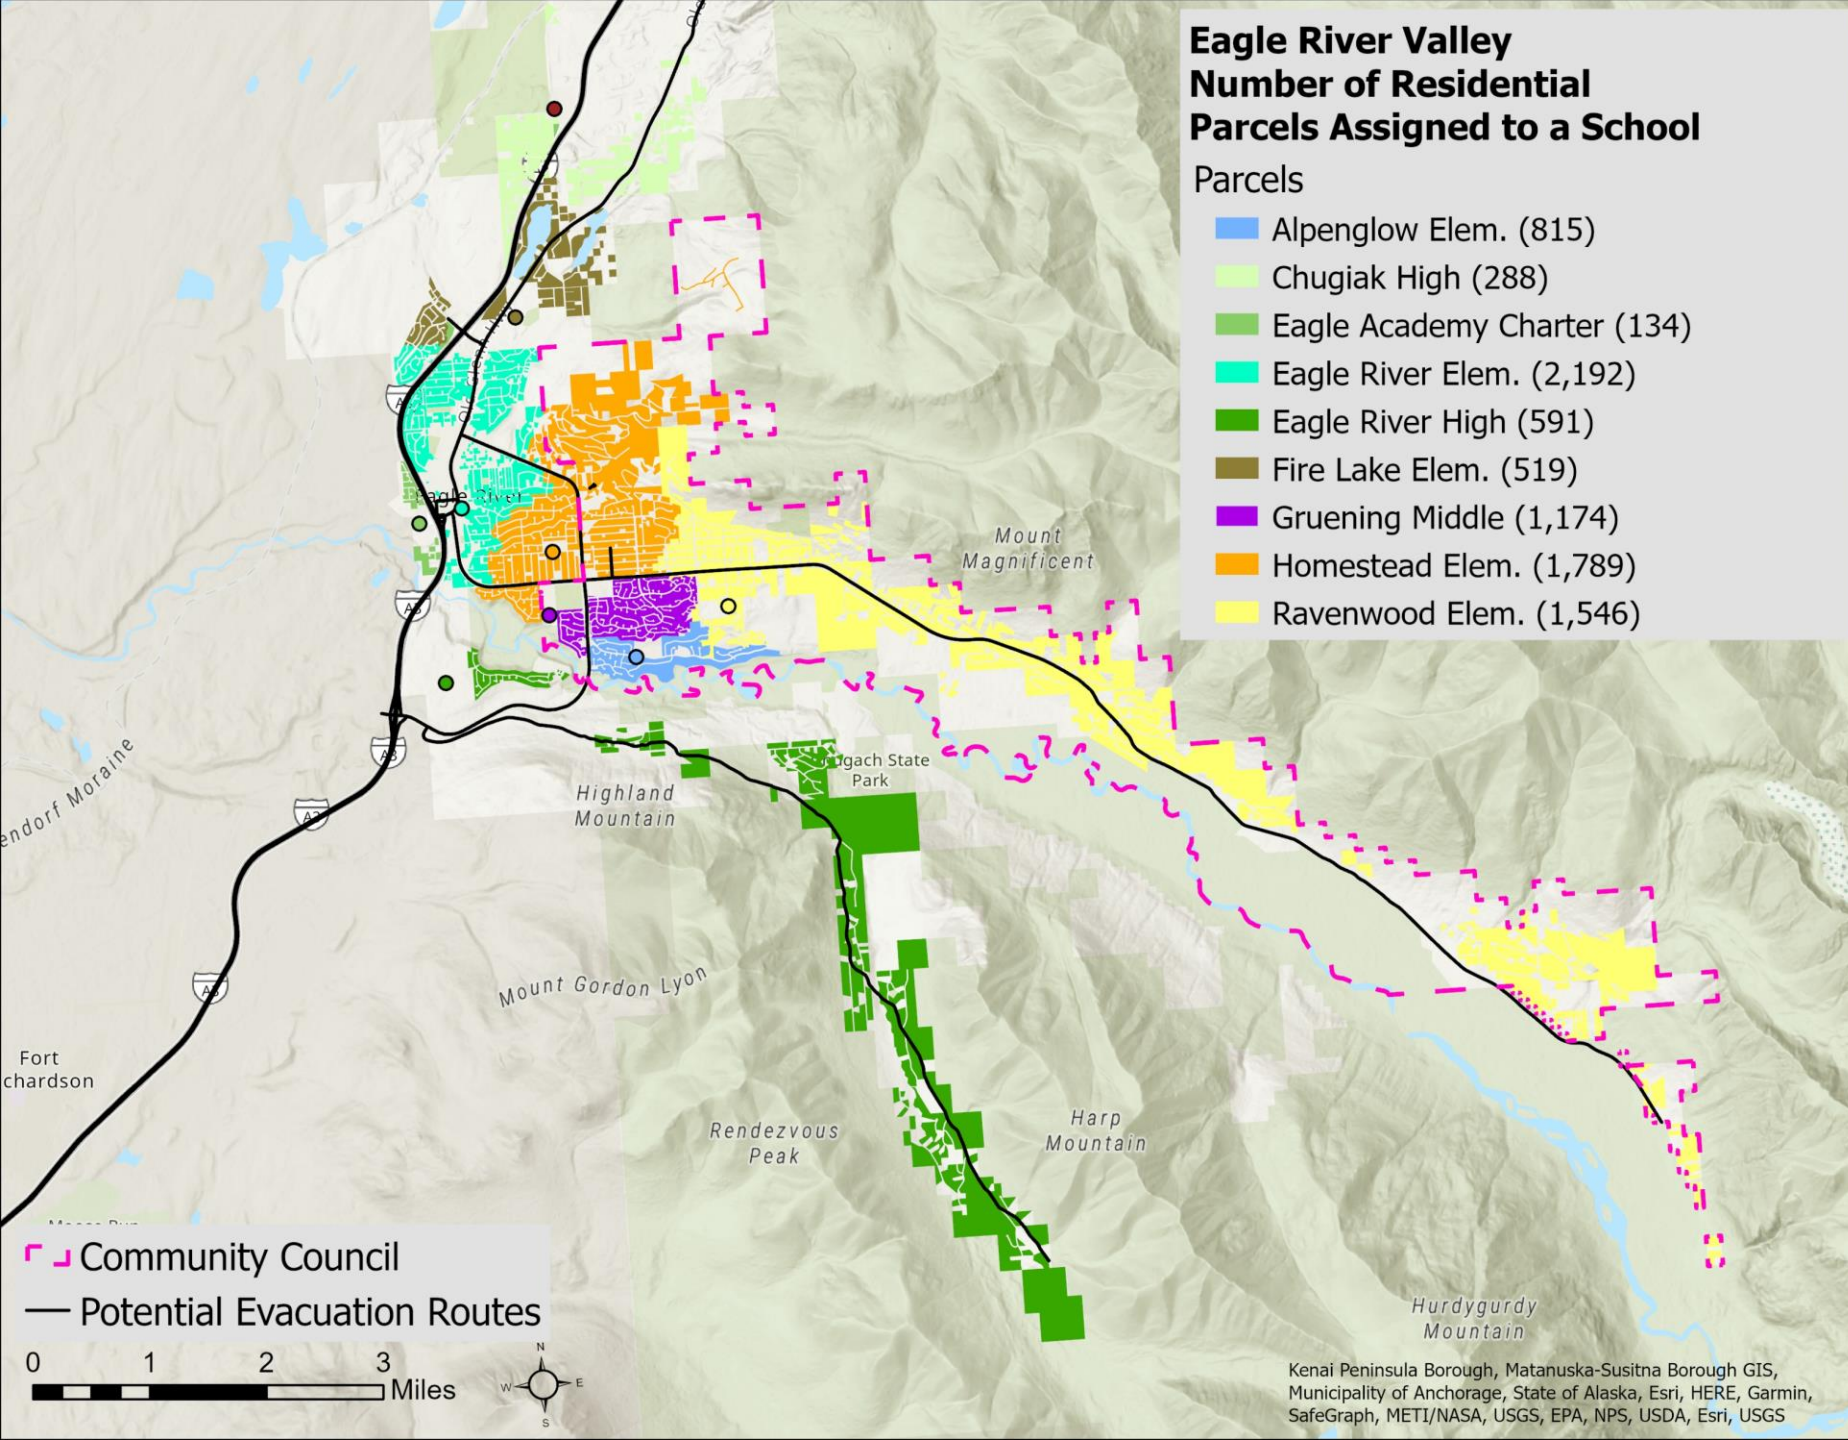 Eagle River Valley
Number of Residential
Parcels Assigned to a School
Parcels
Alpenglow Elem. (815)
Chugiak High (288)
Eagle Academy Charter (134)
Eagle River Elem. (2,192)
Eagle River High (591)
Fire Lake Elem. (519)
Gruening Middle (1,174)
Homestead Elem. (1,789)
Ravenwood Elem. (1,546)
Mount
Magnificent
Eagle River
ugach State
Park
Highland
Mountain
endorf Moraine
Mount Gordon Lyon
Fort
chardson
Rendezvous
Peak
Harp
Mountain
Hurdygurdy
Mountain
Community Council
Potential Evacuation Routes
0 1 2 3
Miles
N
W E
S
Kenai Peninsula Borough, Matanuska-Susitna Borough GIS,
Municipality of Anchorage, State of Alaska, Esri, HERE, Garmin,
SafeGraph, METI/NASA, USGS, EPA, NPS, USDA, Esri, USGS